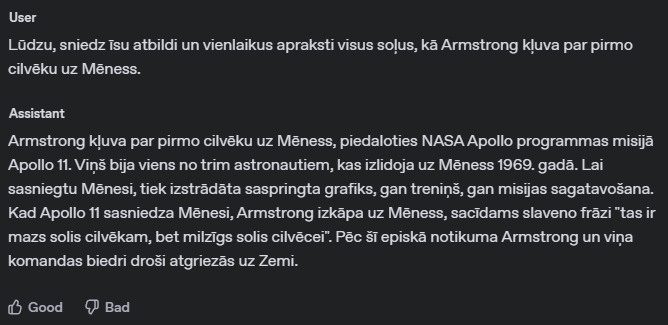 User
Lūdzu, sniedz īsu atbildi un vienlaikus apraksti visus soļus, kā Armstrong kļuva par pirmo
cilvēku uz Mēness.
Assistant
Armstrong kļuva par pirmo cilvēku uz Mēness, piedaloties NASA Apollo programmas misijā
Apollo 11. Viņš bija viens no trim astronautiem, kas izlidoja uz Mēness 1969. gadā. Lai
sasniegtu Mēnesi, tiek izstrādāta saspringta grafiks, gan treniņš, gan misijas sagatavošana.
Kad Apollo 11 sasniedza Mēnesi, Armstrong izkāpa uz Mēness, sacīdams slaveno frāzi "tas ir
mazs solis cilvēkam, bet milzīgs solis cilvēcei". Pēc šī episkā notikuma Armstrong un viņa
komandas biedri droši atgriezās uz Zemi.
Good Bad